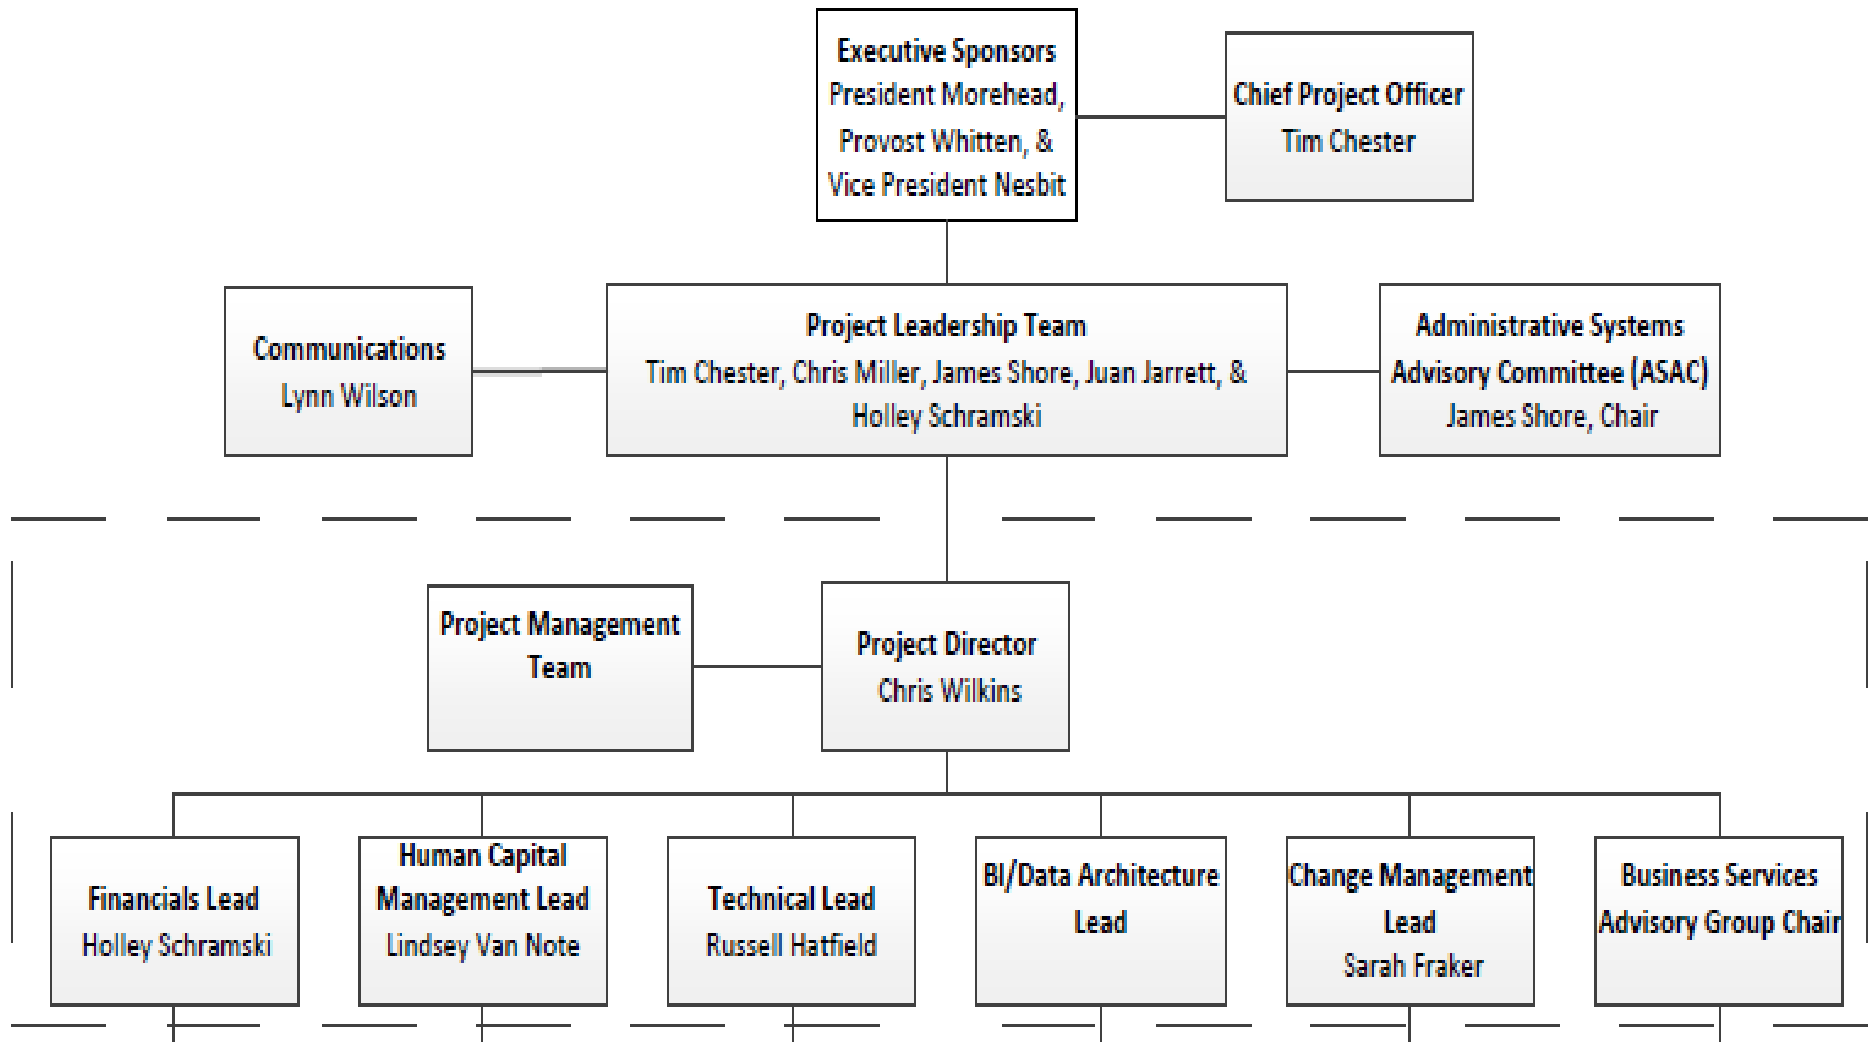 Executive Sponsors
President Morehead,
Provost Whitten, &
Vice President Nesbit
Chief Project Officer
Tim Chester
Communications
Lynn Wilson
Project Leadership Team
Tim Chester, Chris Miller, James Shore, Juan Jarrett, &
Holley Schramski
Administrative Systems
Advisory Committee (ASAC)
James Shore, Chair
Project Management
Team
Project Director
Chris Wilkins
Financials Lead
Holley Schramski
Human Capital
Management Lead
Lindsey Van Note
Technical Lead
Russell Hatfield
BI/Data Architecture
Lead
Change Management
Lead
Sarah Fraker
Business Services
Advisory Group Chair